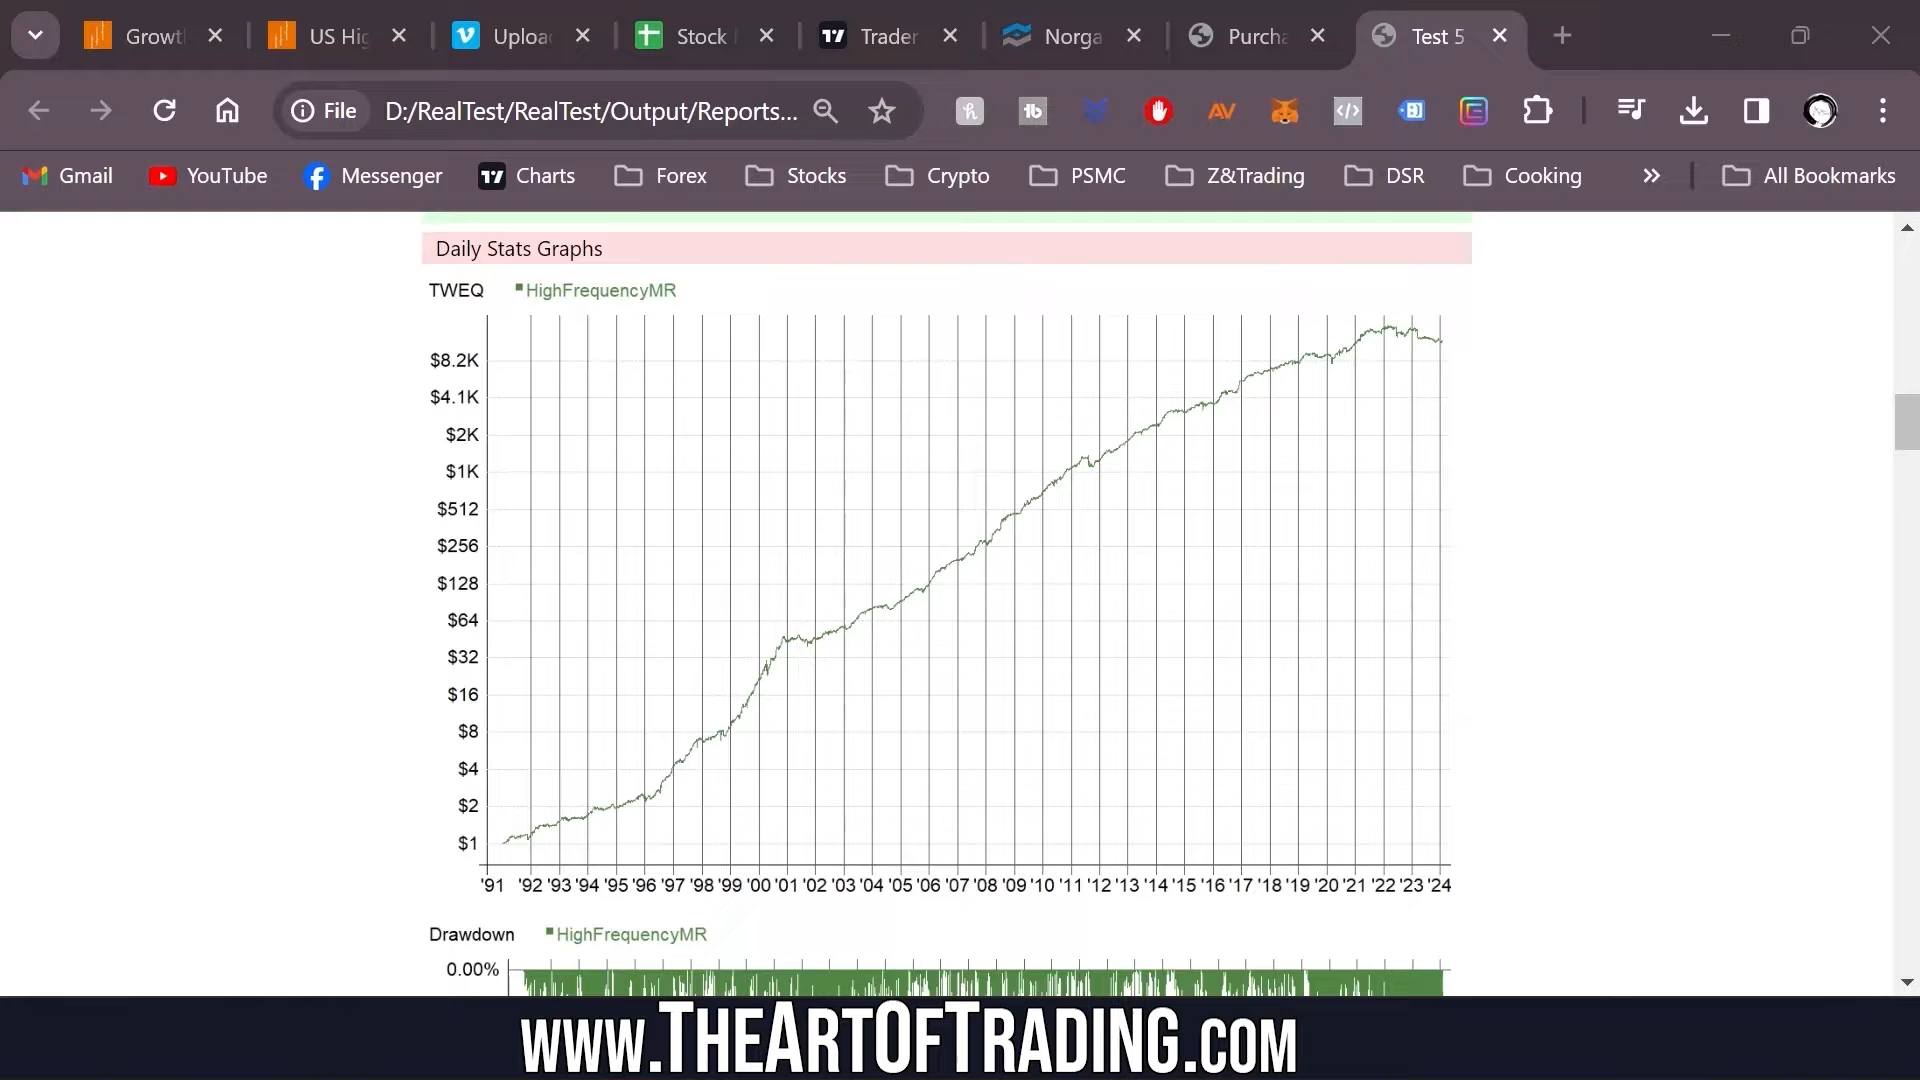 Growt
US Hig
Uploa
Stock
Trader
Norga
Purcha
Test 5
File
D:/RealTest/RealTest/Output/Reports...
Gmail
YouTube
Messenger
Charts
Forex
Stocks
Crypto
PSMC
Z&Trading
DSR
Cooking
All Bookmarks
Daily Stats Graphs
TWEQ HighFrequencyMR
$8.2K
$4.1K
$2K
$1K
$512
$256
$128
$64
$32
$16
$8
$4
$2
$1
'91 '92 '93 '94 '95 '96 '97 '98 '99 '00 '01 '02 '03 '04 '05 '06 '07 '08 '09 '10 '11 '12 '13 '14 '15 '16 '17 '18 '19 '20 '21 '22 '23 '24
Drawdown HighFrequencyMR
0.00%
www.TheArtOfTrading.com